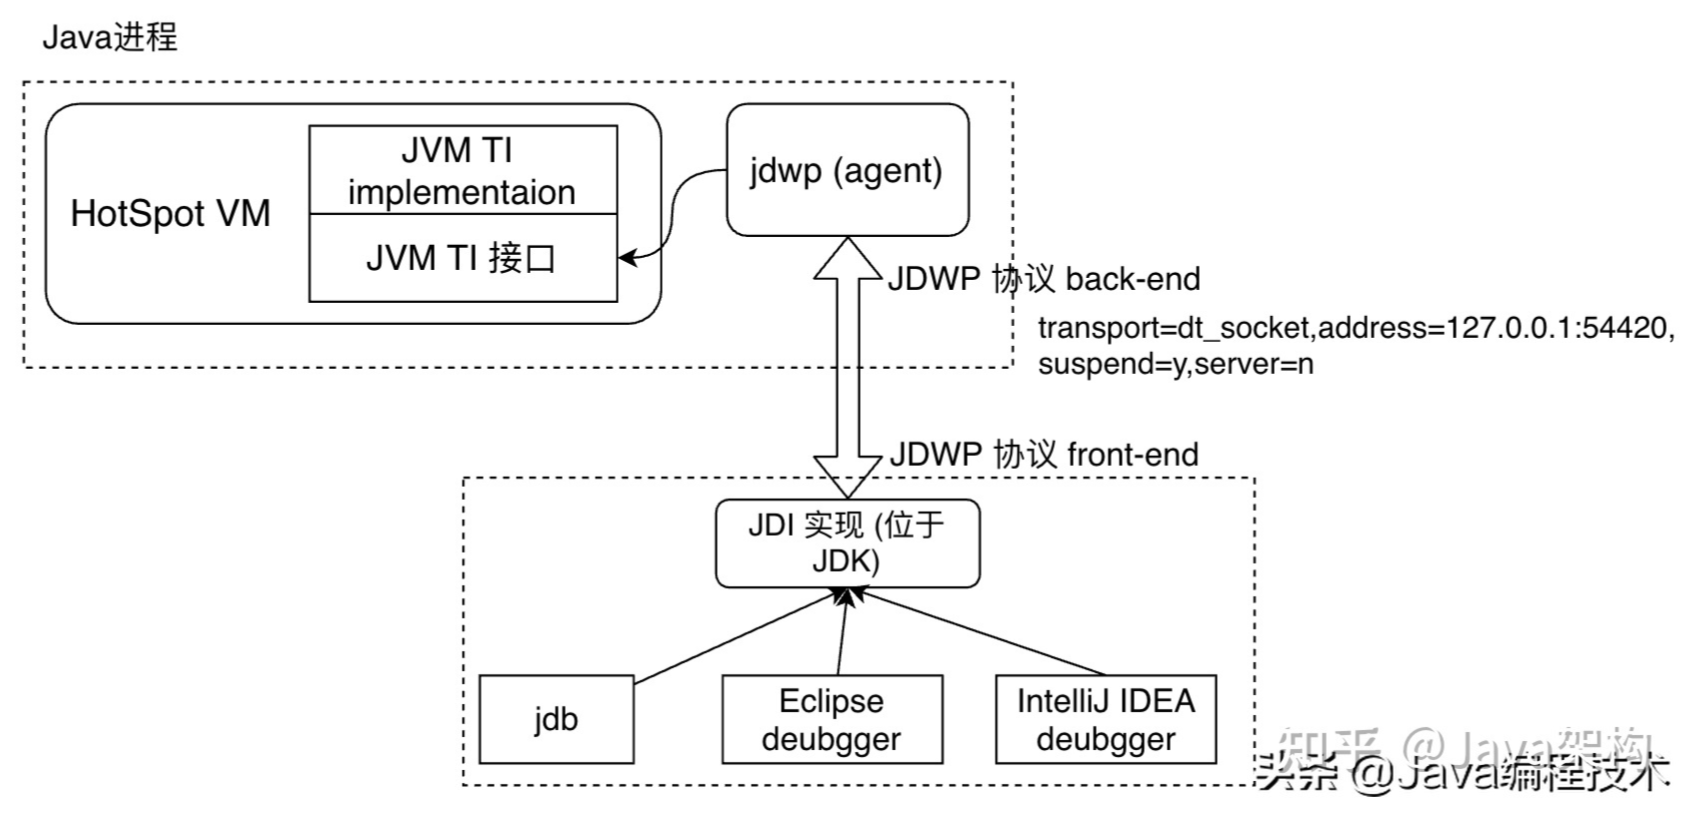 Java进程
JVM TI
implementaion
HotSpot VM
JVM TI 接口
jdwp (agent)
JDWP 协议 back-end
transport=dt_socket,address=127.0.0.1:54420,
suspend=y,server=n
JDWP 协议 front-end
JDI 实现 (位于
JDK)
jdb
Eclipse
deubgger
IntelliJ IDEA
deubgger
知乎 @Java架构
头条 @Java编程技术